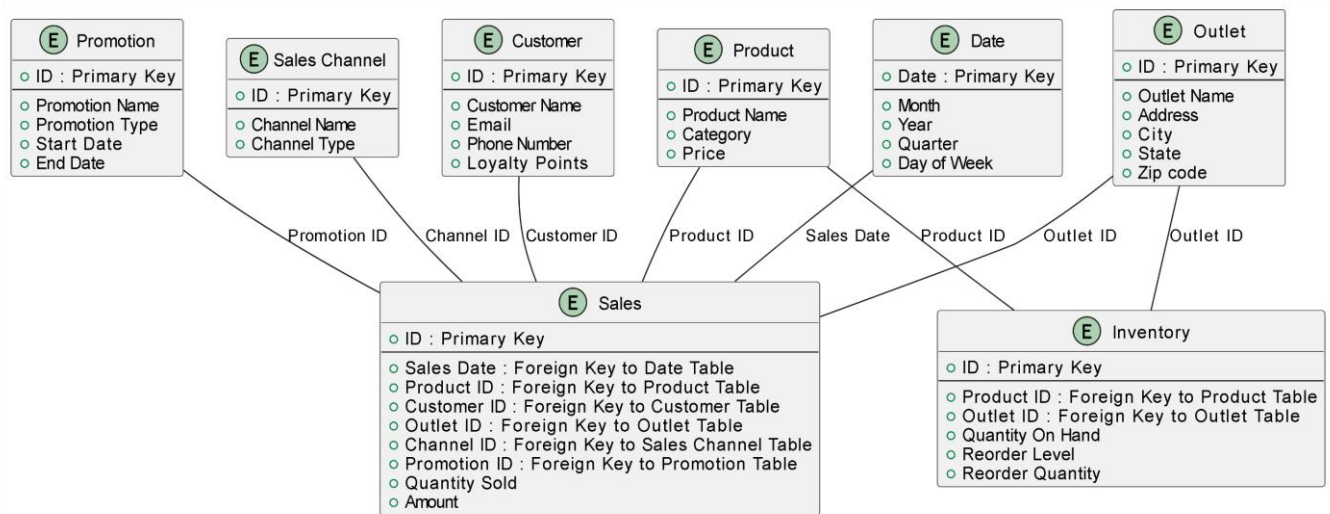 E Promotion
ID : Primary Key
Promotion Name
Promotion Type
Start Date
End Date
E Sales Channel
ID : Primary Key
Channel Name
Channel Type
E Customer
ID : Primary Key
Customer Name
Email
Phone Number
Loyalty Points
E Product
ID : Primary Key
Product Name
Category
Price
E Date
Date : Primary Key
Month
Year
Quarter
Day of Week
E Outlet
ID : Primary Key
Outlet Name
Address
City
State
Zip code
Promotion ID
Channel ID
Customer ID
Product ID
Sales Date
Product ID
Outlet ID
Outlet ID
E Sales
ID : Primary Key
Sales Date : Foreign Key to Date Table
Product ID : Foreign Key to Product Table
Customer ID : Foreign Key to Customer Table
Outlet ID : Foreign Key to Outlet Table
Channel ID : Foreign Key to Sales Channel Table
Promotion ID : Foreign Key to Promotion Table
Quantity Sold
Amount
E Inventory
ID : Primary Key
Product ID : Foreign Key to Product Table
Outlet ID : Foreign Key to Outlet Table
Quantity On Hand
Reorder Level
Reorder Quantity